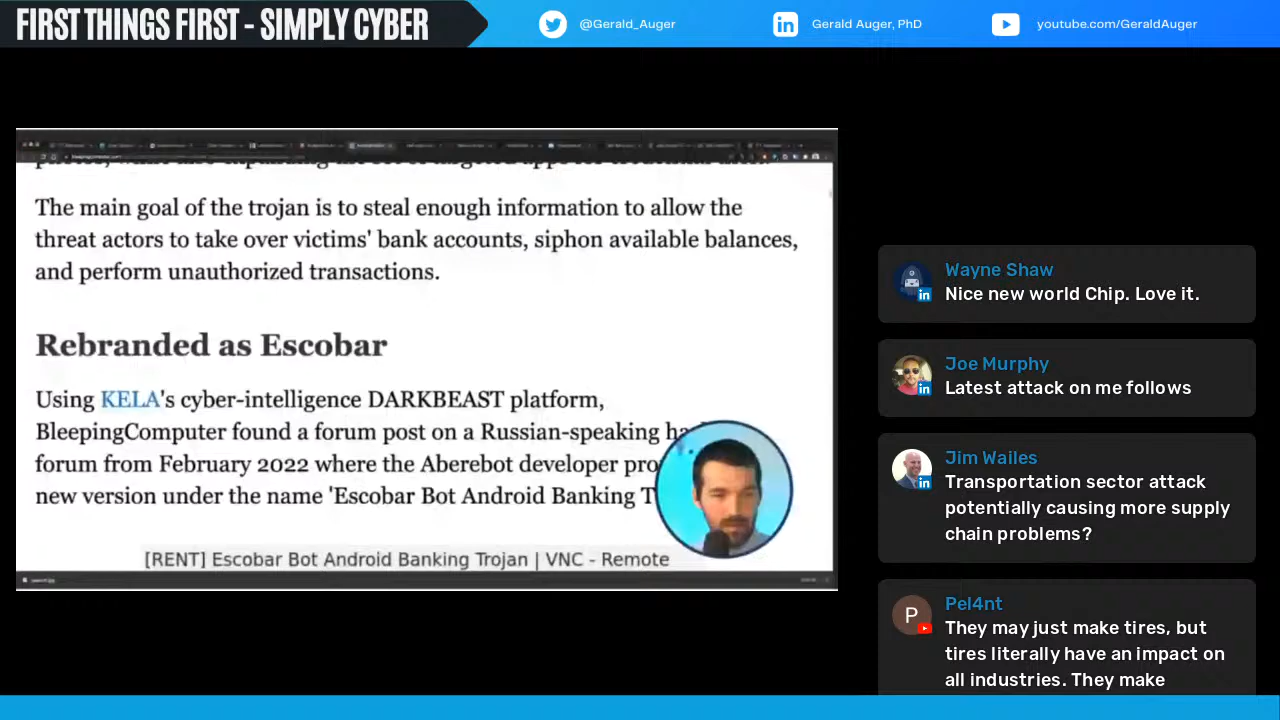 FIRST THINGS FIRST - SIMPLY CYBER
@Gerald_Auger
Gerald Auger, PhD
youtube.com/GeraldAuger
The main goal of the trojan is to steal enough information to allow the
threat actors to take over victims' bank accounts, siphon available balances,
and perform unauthorized transactions.
Rebranded as Escobar
Using KELA's cyber-intelligence DARKBEAST platform,
BleepingComputer found a forum post on a Russian-speaking
forum from February 2022 where the Aberebot developer
new version under the name 'Escobar Bot Android Banking
[RENT] Escobar Bot Android Banking Trojan | VNC - Remote
Wayne Shaw
Nice new world Chip. Love it.
Joe Murphy
Latest attack on me follows
Jim Wailes
Transportation sector attack
potentially causing more supply
chain problems?
P
Pel4nt
They may just make tires, but
tires literally have an impact on
all industries. They make